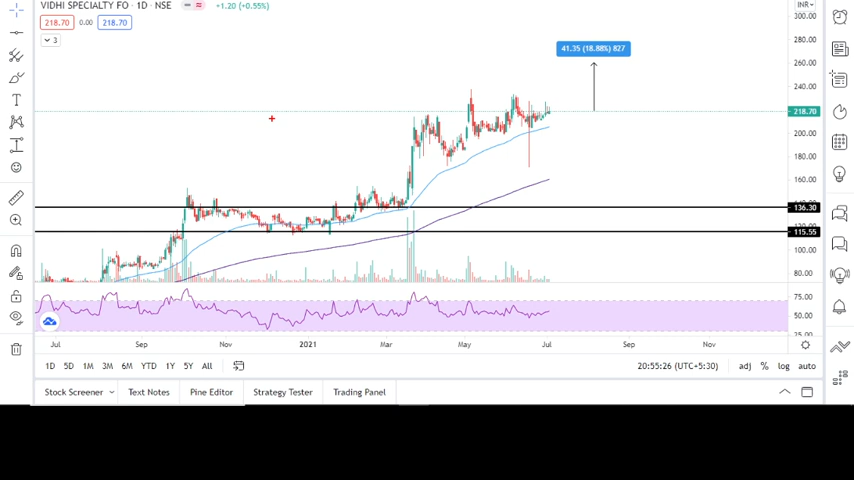 VIDHI SPECIALTY FO · 1D · NSE
+1.20 (+0.55%)
INR
218.70 0.00 218.70
3
300.00
280.00
41.35 (18.88%) 827
260.00
240.00
218.70
200.00
180.00
160.00
136.30
115.55
100.00
80.00
75.00
50.00
25.00
Jul Sep Nov 2021 Mar May Jul Sep Nov
1D 5D 1M 3M 6M YTD 1Y 5Y All
20:55:26 (UTC+5:30) adj % log auto
Stock Screener Text Notes Pine Editor Strategy Tester Trading Panel